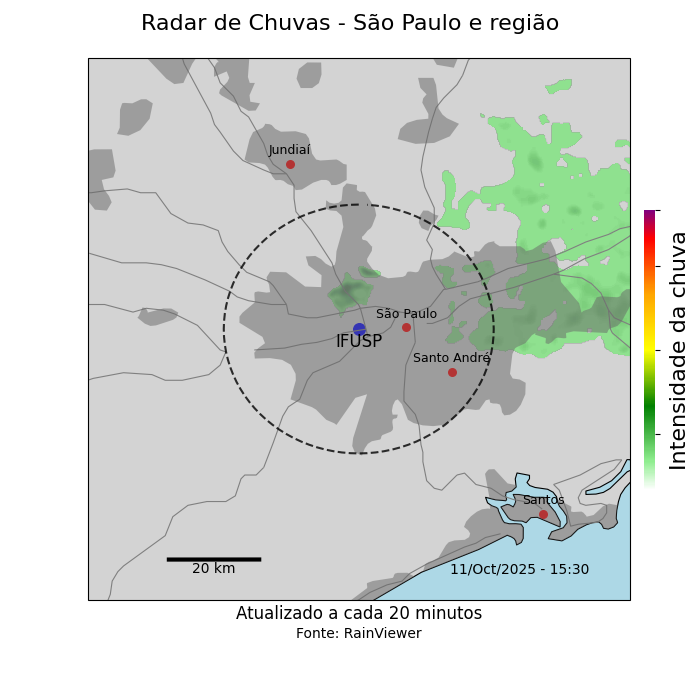 Radar de Chuvas - São Paulo e região
Jundiaí
São Paulo
IFUSP
Santo André
Intensidade da chuva
Santos
20 km
11/Oct/2025 - 15:30
Atualizado a cada 20 minutos
Fonte: RainViewer